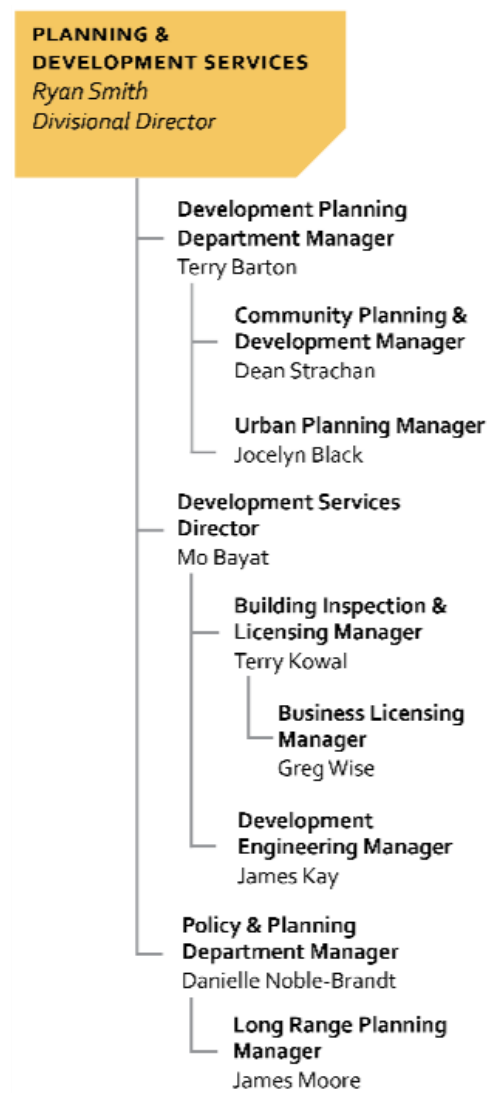 PLANNING &
DEVELOPMENT SERVICES
Ryan Smith
Divisional Director
Development Planning
Department Manager
Terry Barton
Community Planning &
Development Manager
Dean Strachan
Urban Planning Manager
Jocelyn Black
Development Services
Director
Mo Bayat
Building Inspection &
Licensing Manager
Terry Kowal
Business Licensing
Manager
Greg Wise
Development
Engineering Manager
James Kay
Policy & Planning
Department Manager
Danielle Noble-Brandt
Long Range Planning
Manager
James Moore